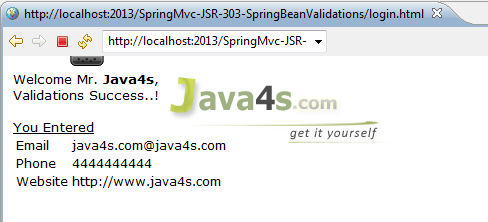 http://localhost:2013/SpringMvc-JSR-303-SpringBeanValidations/login.html
http://localhost:2013/SpringMvc-JSR-
Welcome Mr. Java4s,
Validations Success..!
Java4s.com
get it yourself
You Entered
Email java4s.com@java4s.com
Phone 4444444444
Website http://www.java4s.com